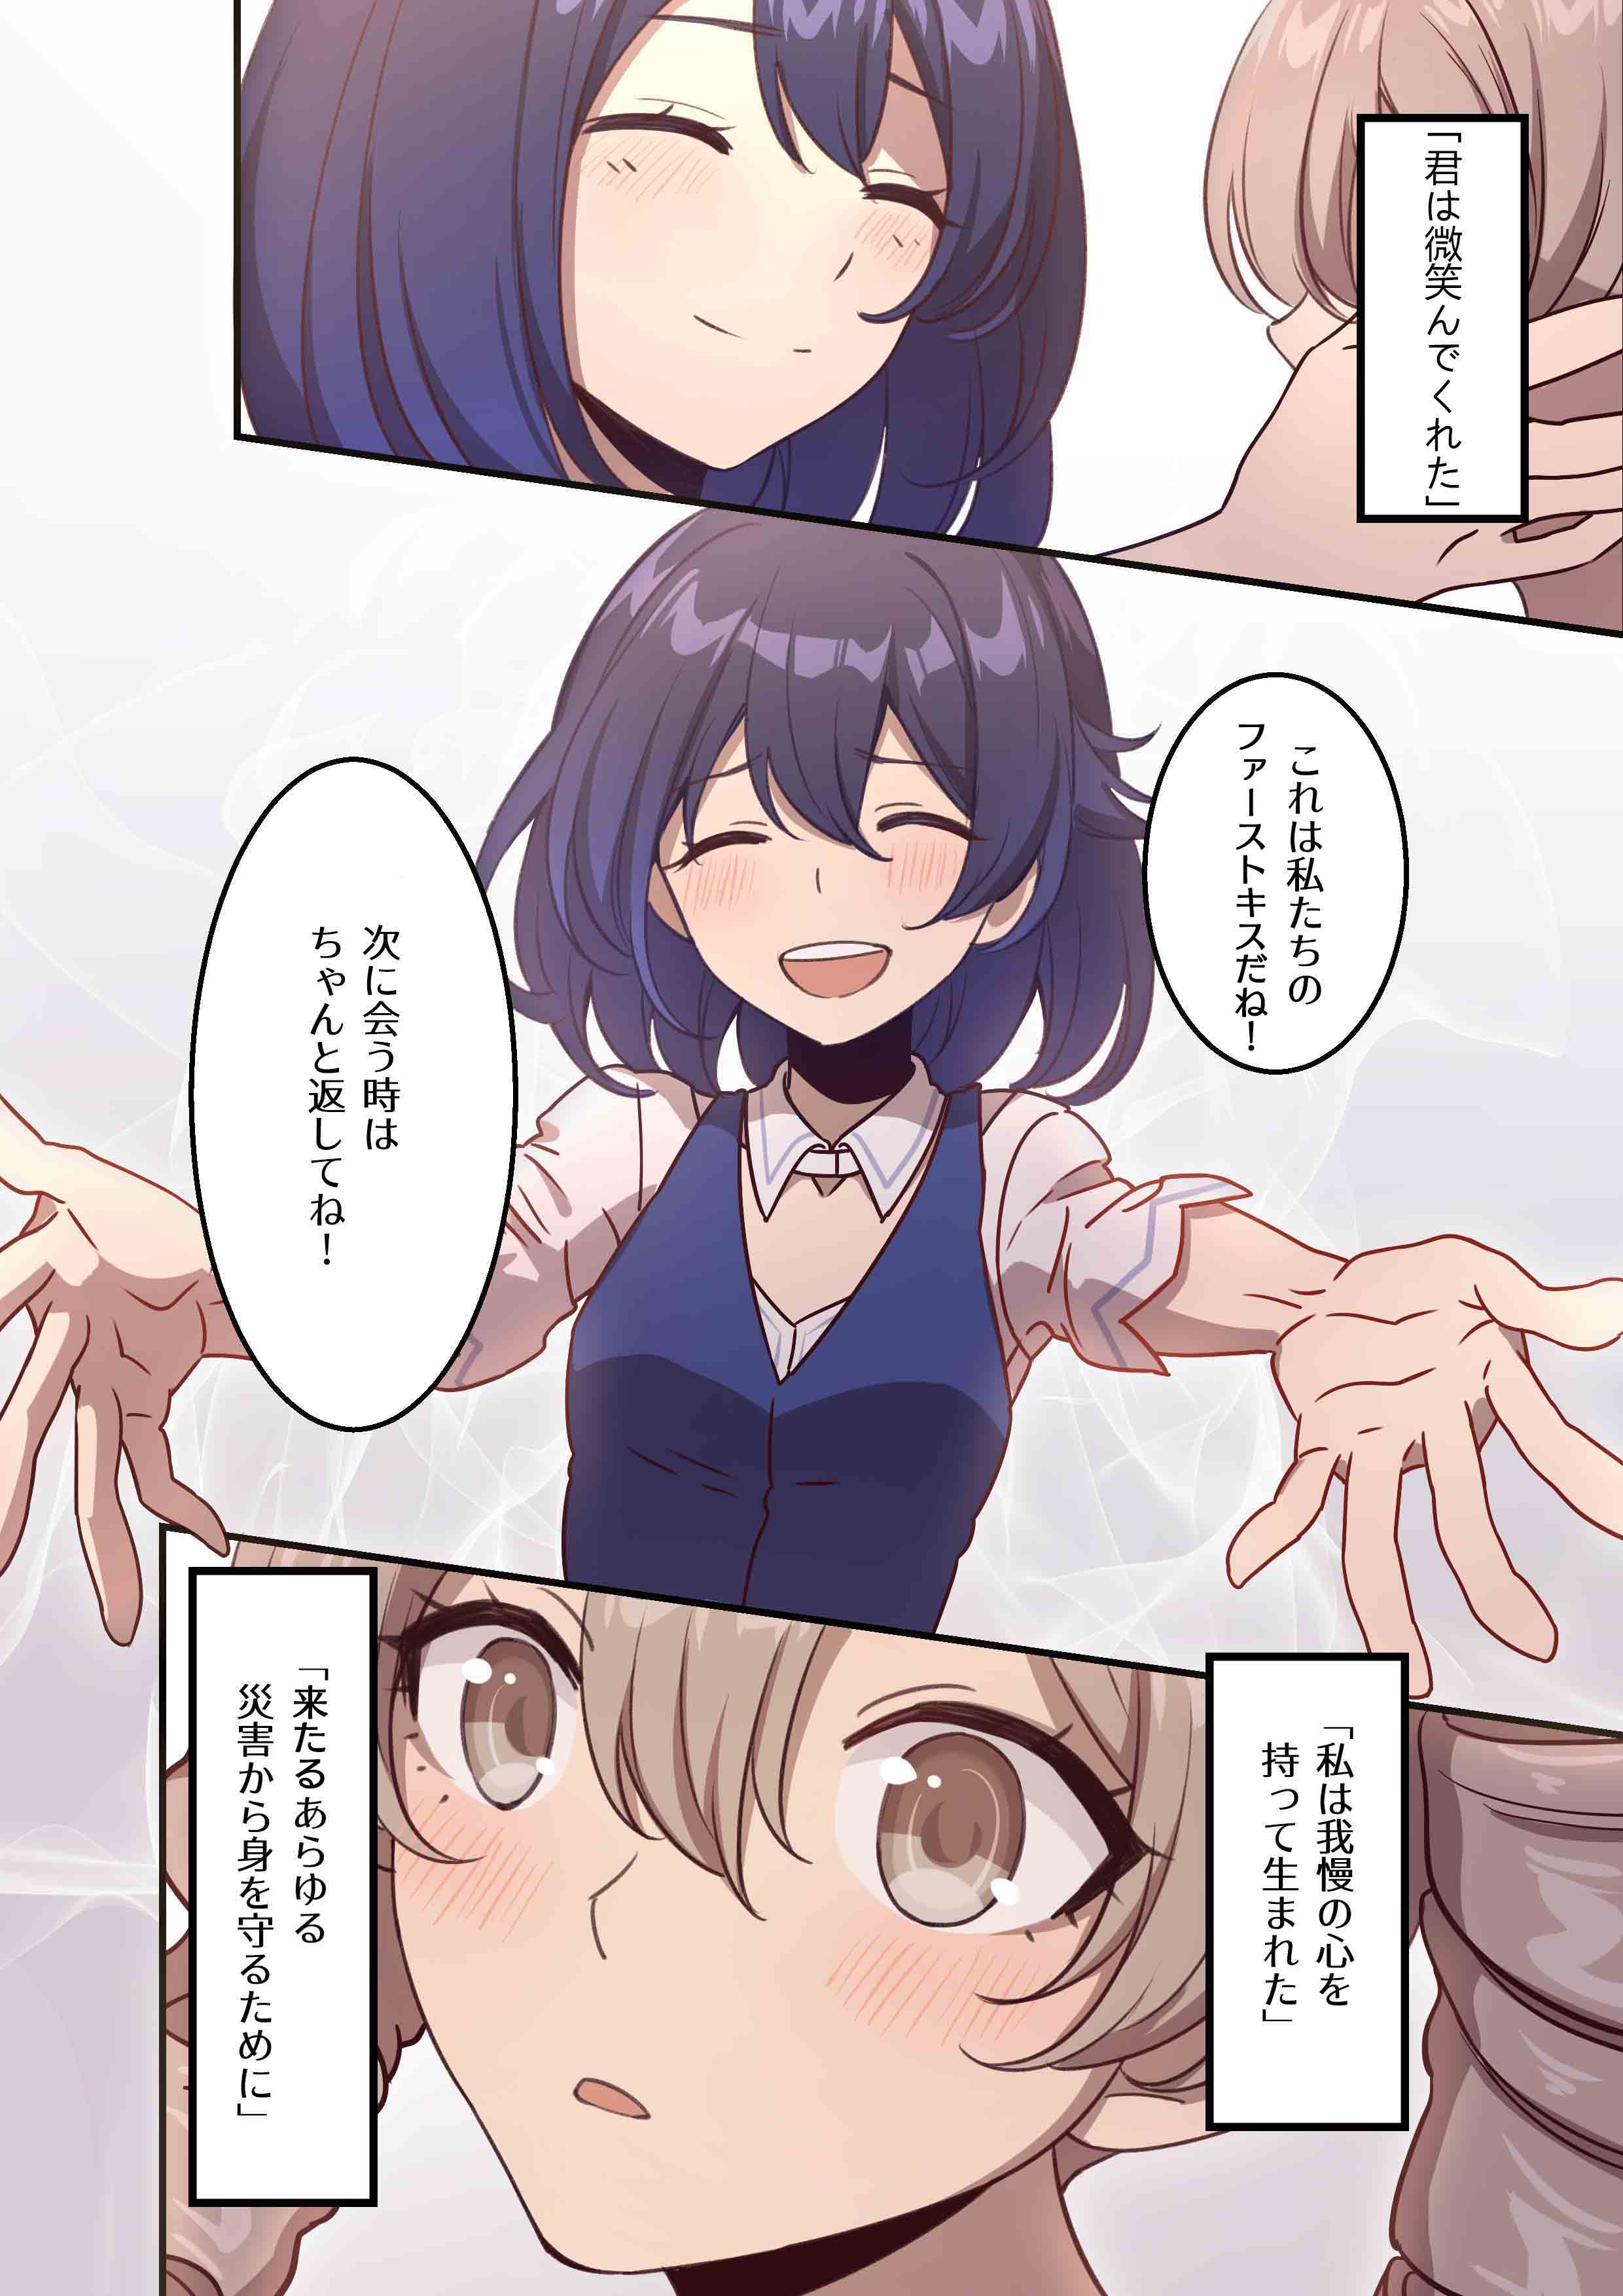 「君は微笑んでくれた」
これは私たちの
ファーストキスだね！
次に会う時は
ちゃんと返してね！
「私は我慢の心を
持って生まれた」
「来たるあらゆる
災害から身を守るために」